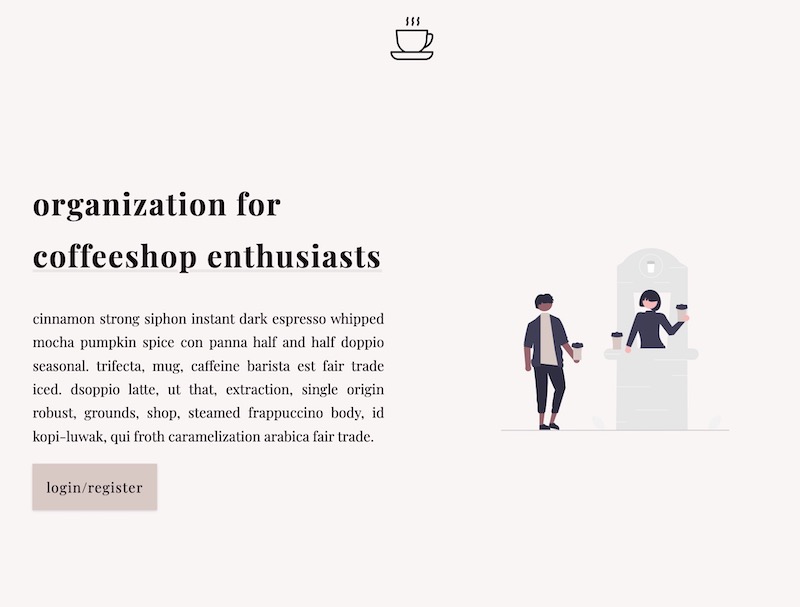 organization for
coffeeshop enthusiasts
cinnamon strong siphon instant dark espresso whipped
mocha pumpkin spice con panna half and half doppio
seasonal. trifecta, mug, caffeine barista est fair trade
iced. dsoppio latte, ut that, extraction, single origin
robust, grounds, shop, steamed frappuccino body, id
kopi-luwak, qui froth caramelization arabica fair trade.
login/register